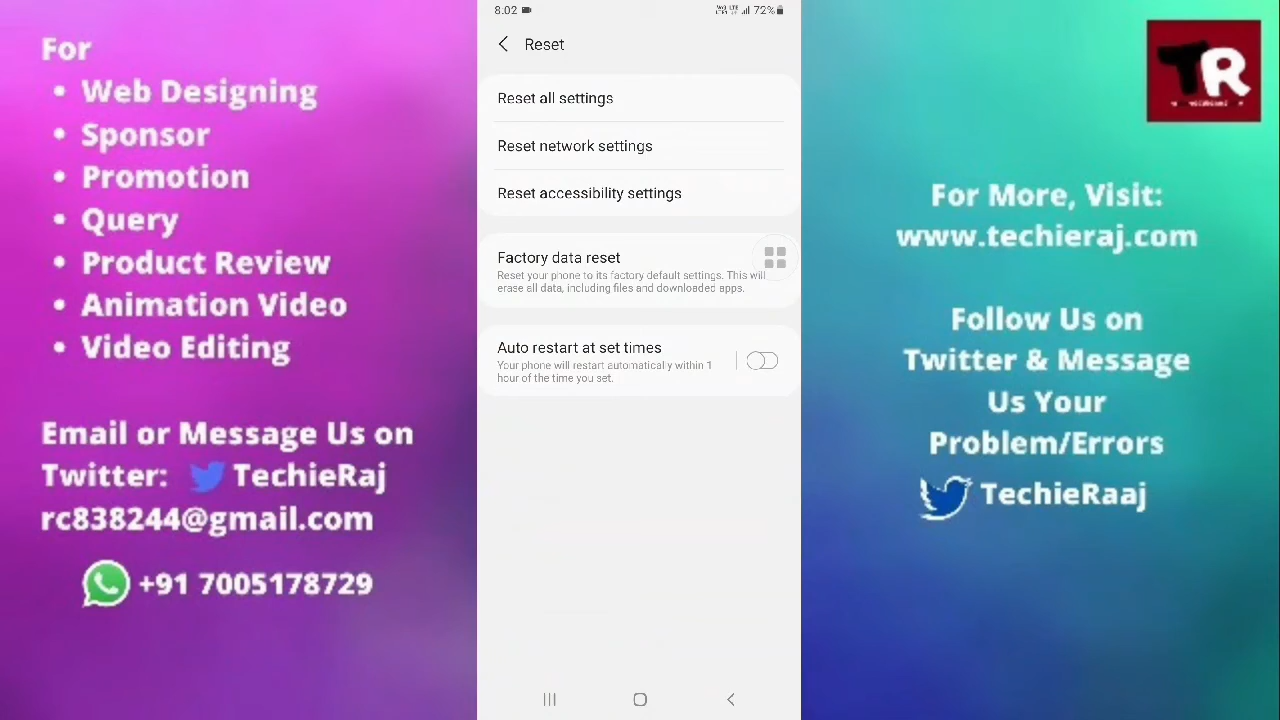 For
• Web Designing
• Sponsor
• Promotion
• Query
• Product Review
• Animation Video
• Video Editing
Email or Message Us on
Twitter: TechieRaj
rc838244@gmail.com
+91 7005178729
8:02
72%
Reset
Reset all settings
Reset network settings
Reset accessibility settings
Factory data reset
Reset your phone to its factory default settings. This will
erase all data, including files and downloaded apps.
Auto restart at set times
Your phone will restart automatically within 1
hour of the time you set.
TR
For More, Visit:
www.techieraj.com
Follow Us on
Twitter & Message
Us Your
Problem/Errors
TechieRaaj